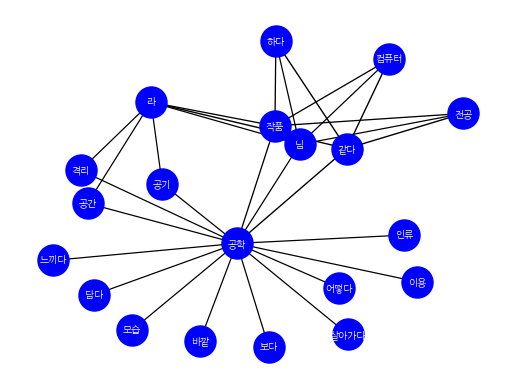 하다
컴퓨터
라
전공
작품
님
같다
격리
공기
공간
인류
공학
느끼다
이용
어떻다
담다
모습
살아가다
바깥
보다